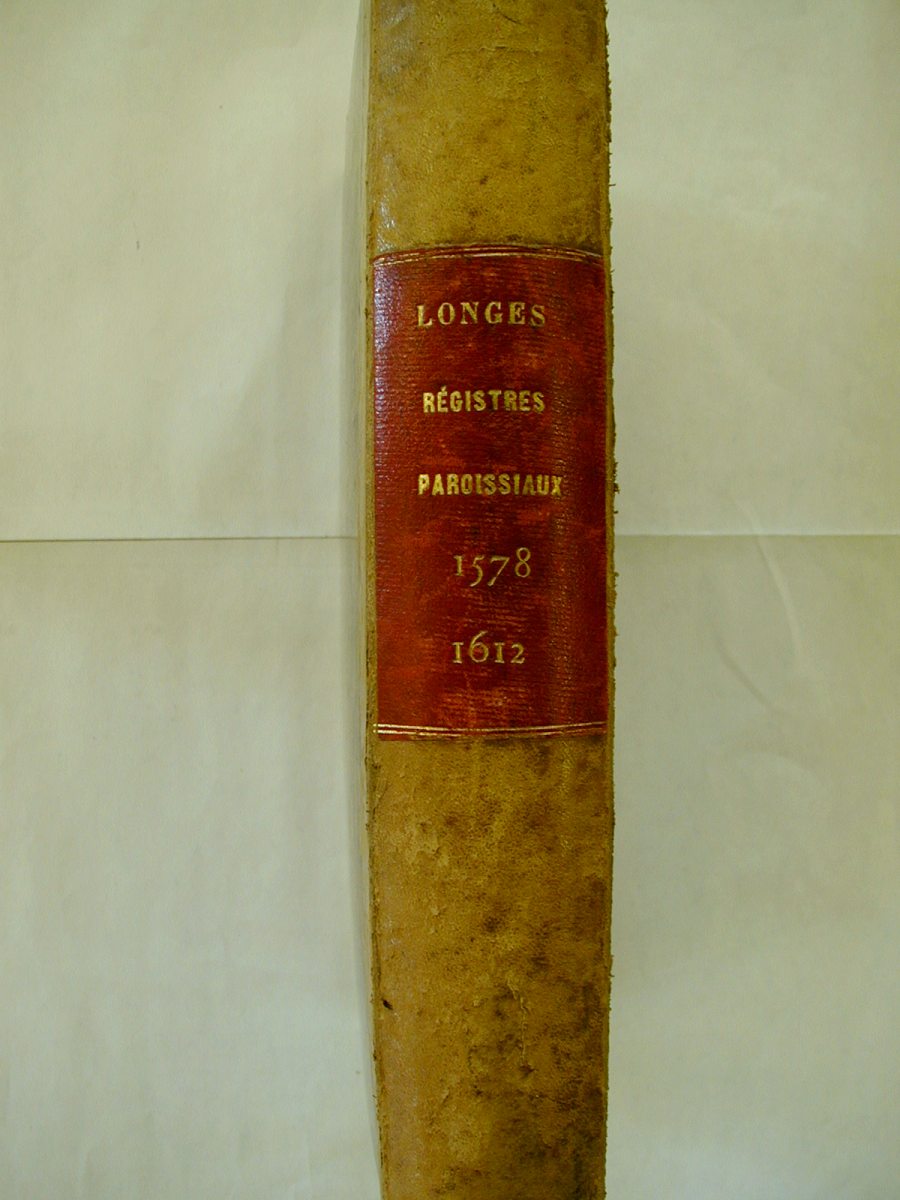 LONGES
RÉGISTRES
PAROISSIAUX
1578
1612